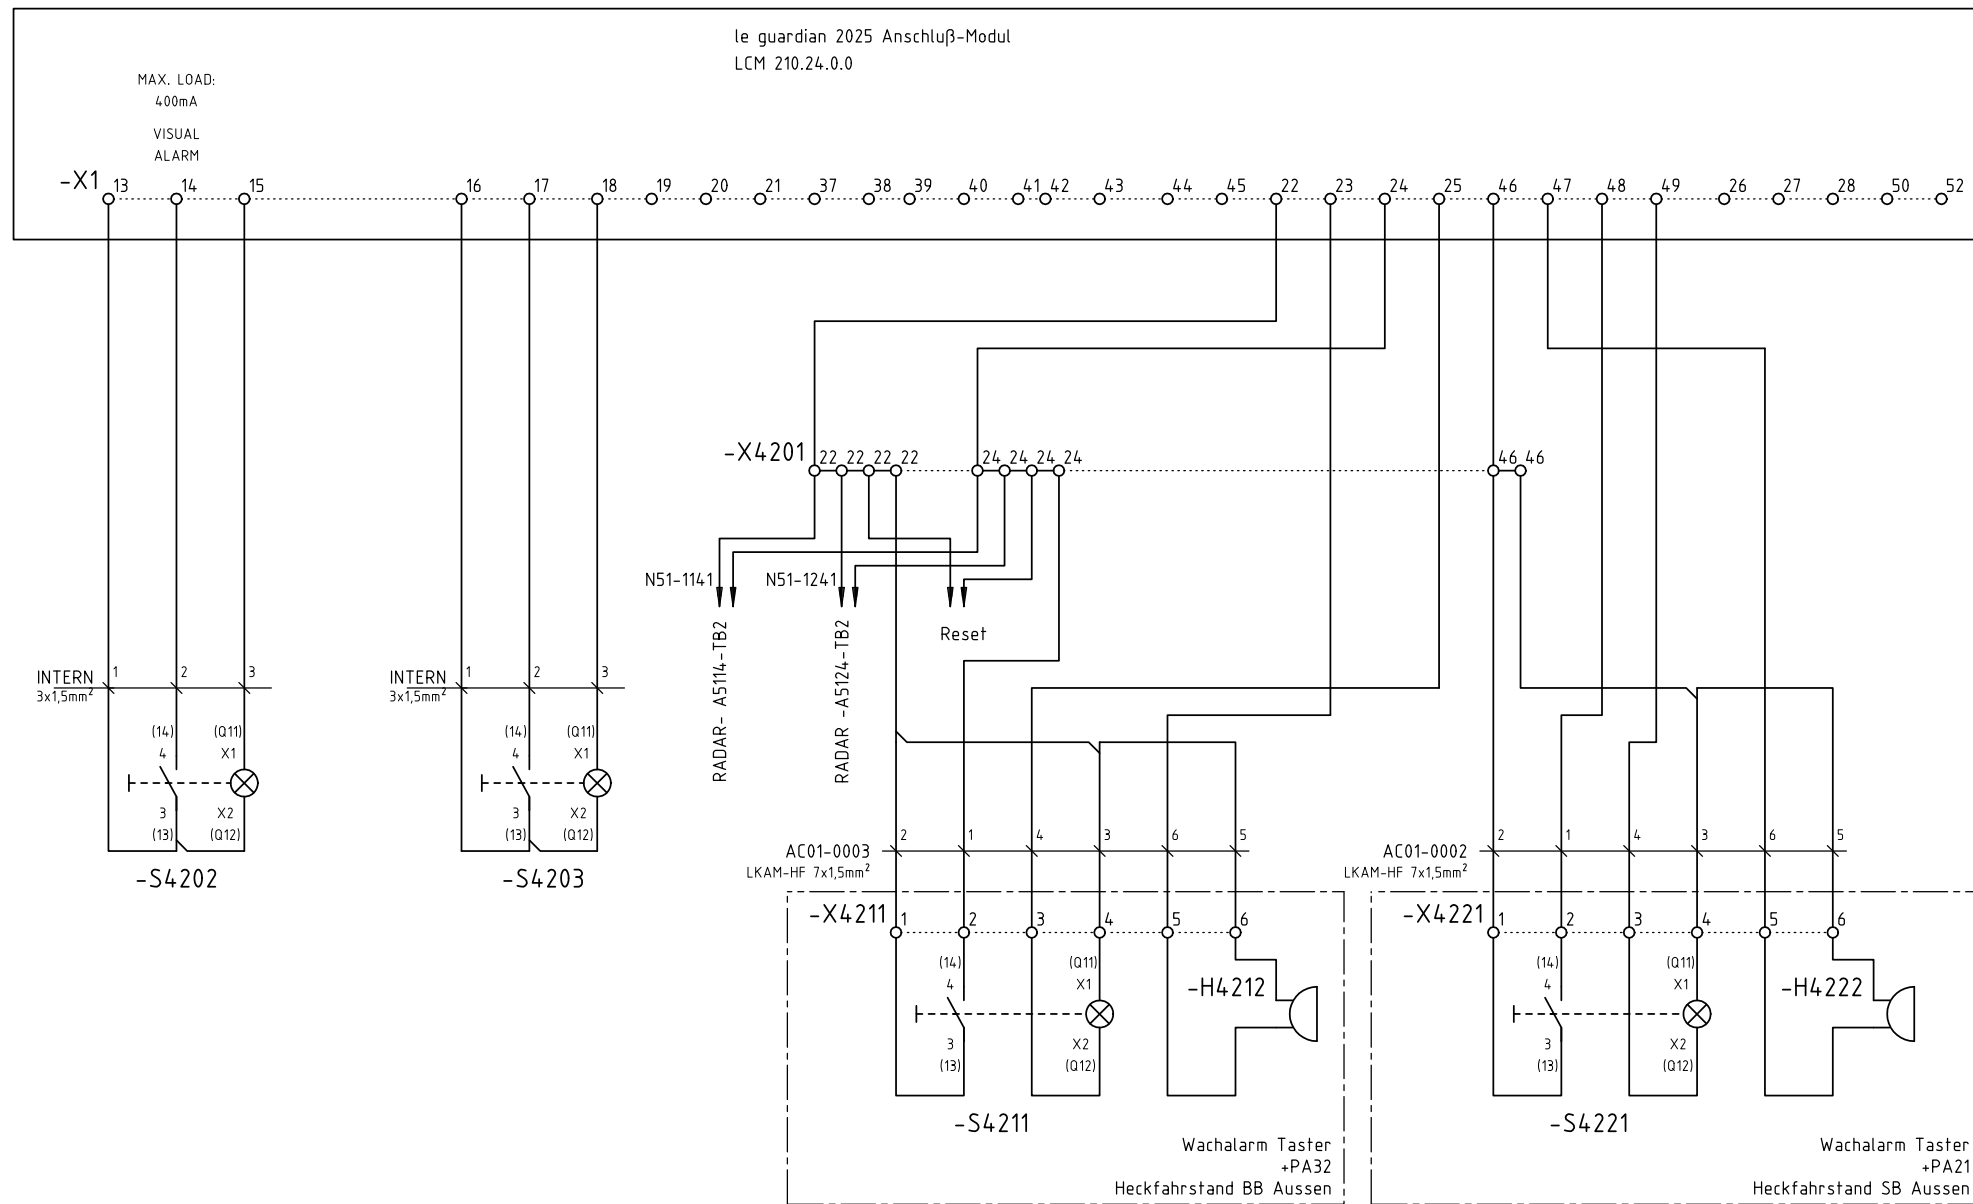 le guardian 2025 Anschluß-Modul
LCM 210.24.0.0
MAX. LOAD:
400mA
VISUAL
ALARM
-X1 13 14 15 16 17 18 19 20 21 37 38 39 40 41 42 43 44 45 22 23 24 25 46 47 48 49 26 27 28 50 52
-X4201 22 22 22 22 24 24 24 24 46 46
N51-1141 N51-1241
RADAR- A5114-TB2
RADAR -A5124-TB2
Reset
INTERN 1 2 3
3x1,5mm²
INTERN 1 2 3
3x1,5mm²
(14) (Q11)
4 X1
3 X2
(13) (Q12)
-S4202
(14) (Q11)
4 X1
3 X2
(13) (Q12)
-S4203
AC01-0003 2 1 4 3 6 5
LKAM-HF 7x1,5mm²
-X4211 1 2 3 4 5 6
(14) (Q11)
4 X1
-H4212
3 X2
(13) (Q12)
-S4211
Wachalarm Taster
+PA32
Heckfahrstand BB Aussen
AC01-0002 2 1 4 3 6 5
LKAM-HF 7x1,5mm²
-X4221 1 2 3 4 5 6
(14) (Q11)
4 X1
-H4222
3 X2
(13) (Q12)
-S4221
Wachalarm Taster
+PA21
Heckfahrstand SB Aussen